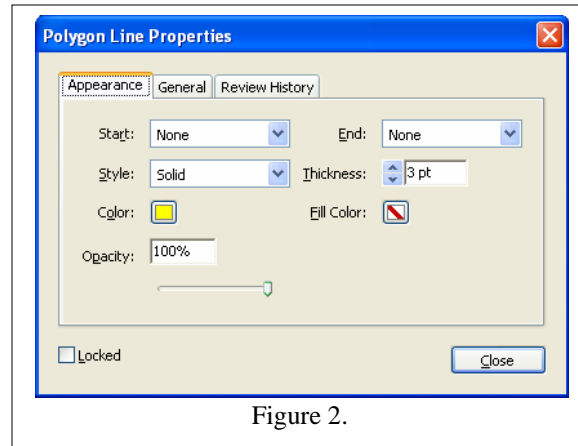 Polygon Line Properties
Appearance General Review History
Start: None End: None
Style: Solid Thickness: 3 pt
Color: Fill Color:
Opacity: 100%
Locked Close
Figure 2.